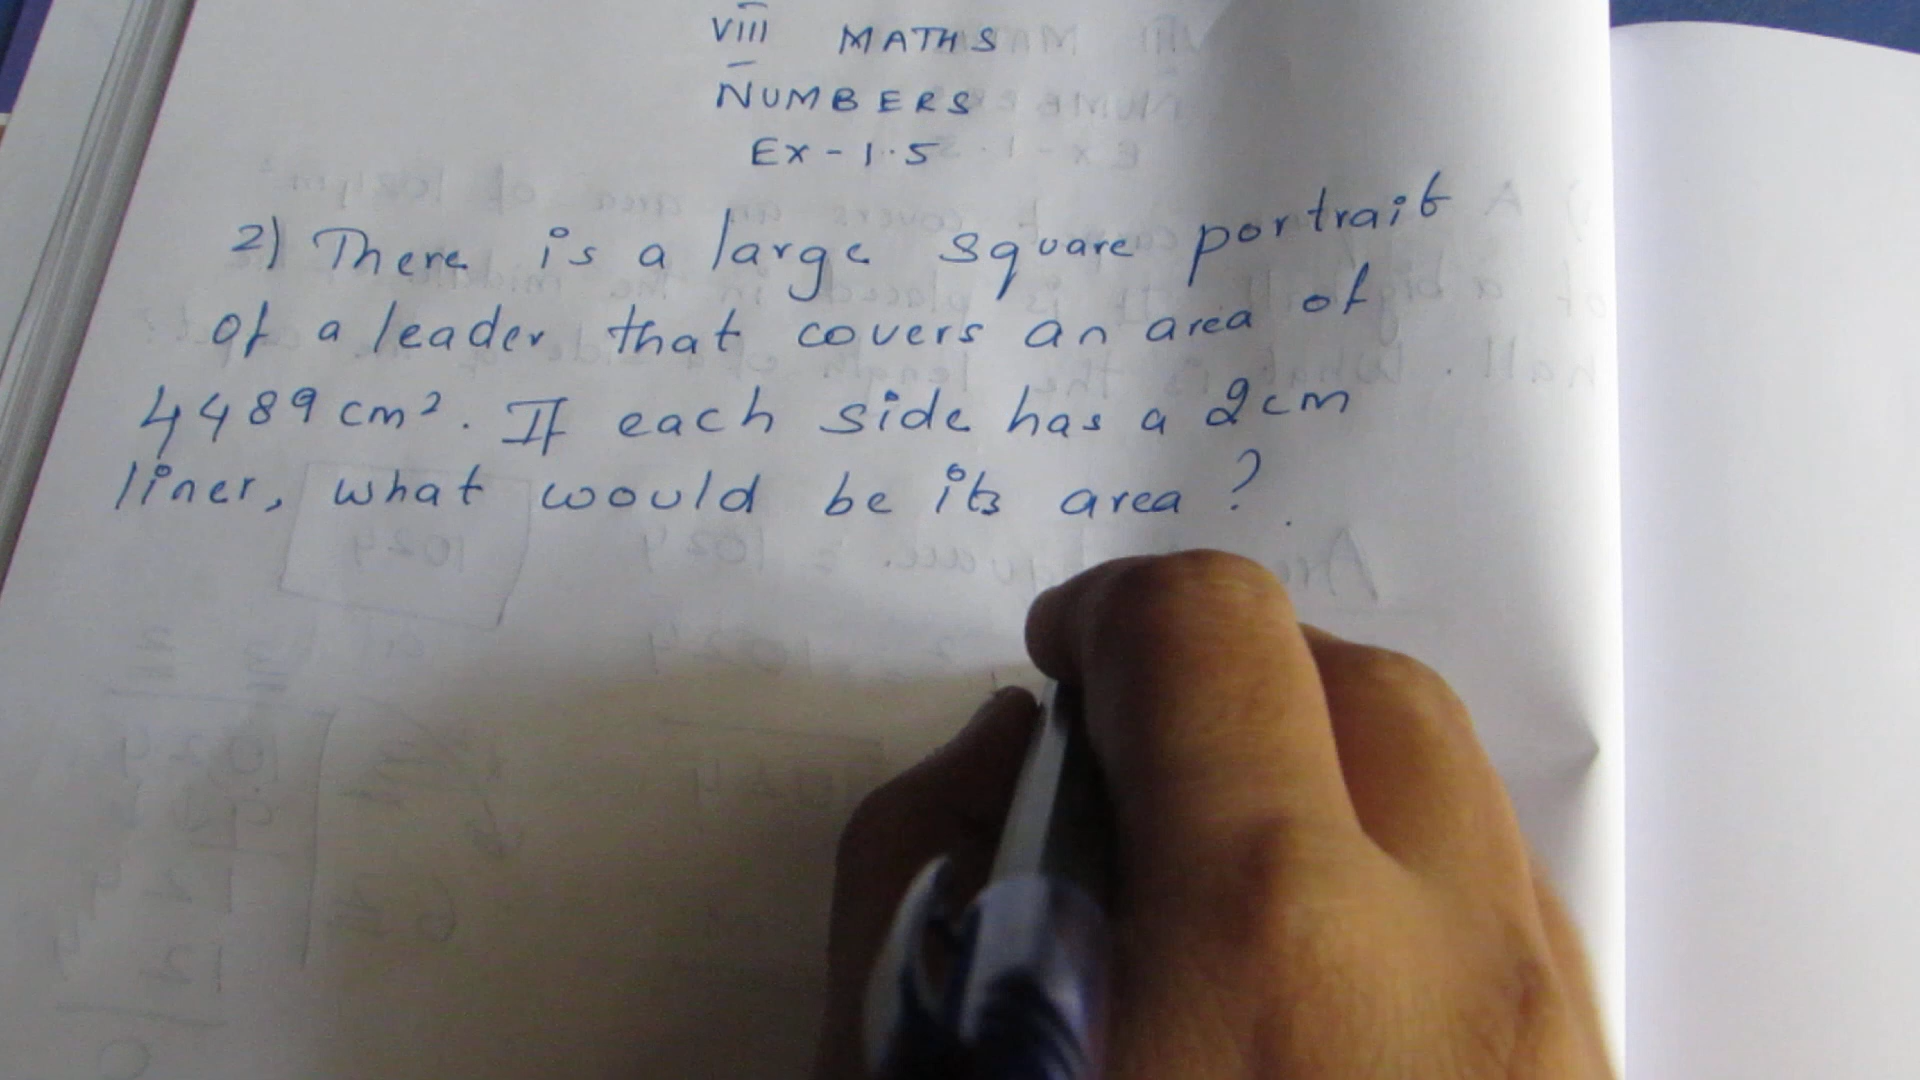 VIII MATHS
NUMBERS
Ex - 1.5
2) There is a large square portrait
of a leader that covers an area of
4489 cm². If each side has a 2cm
liner, what would be its area?